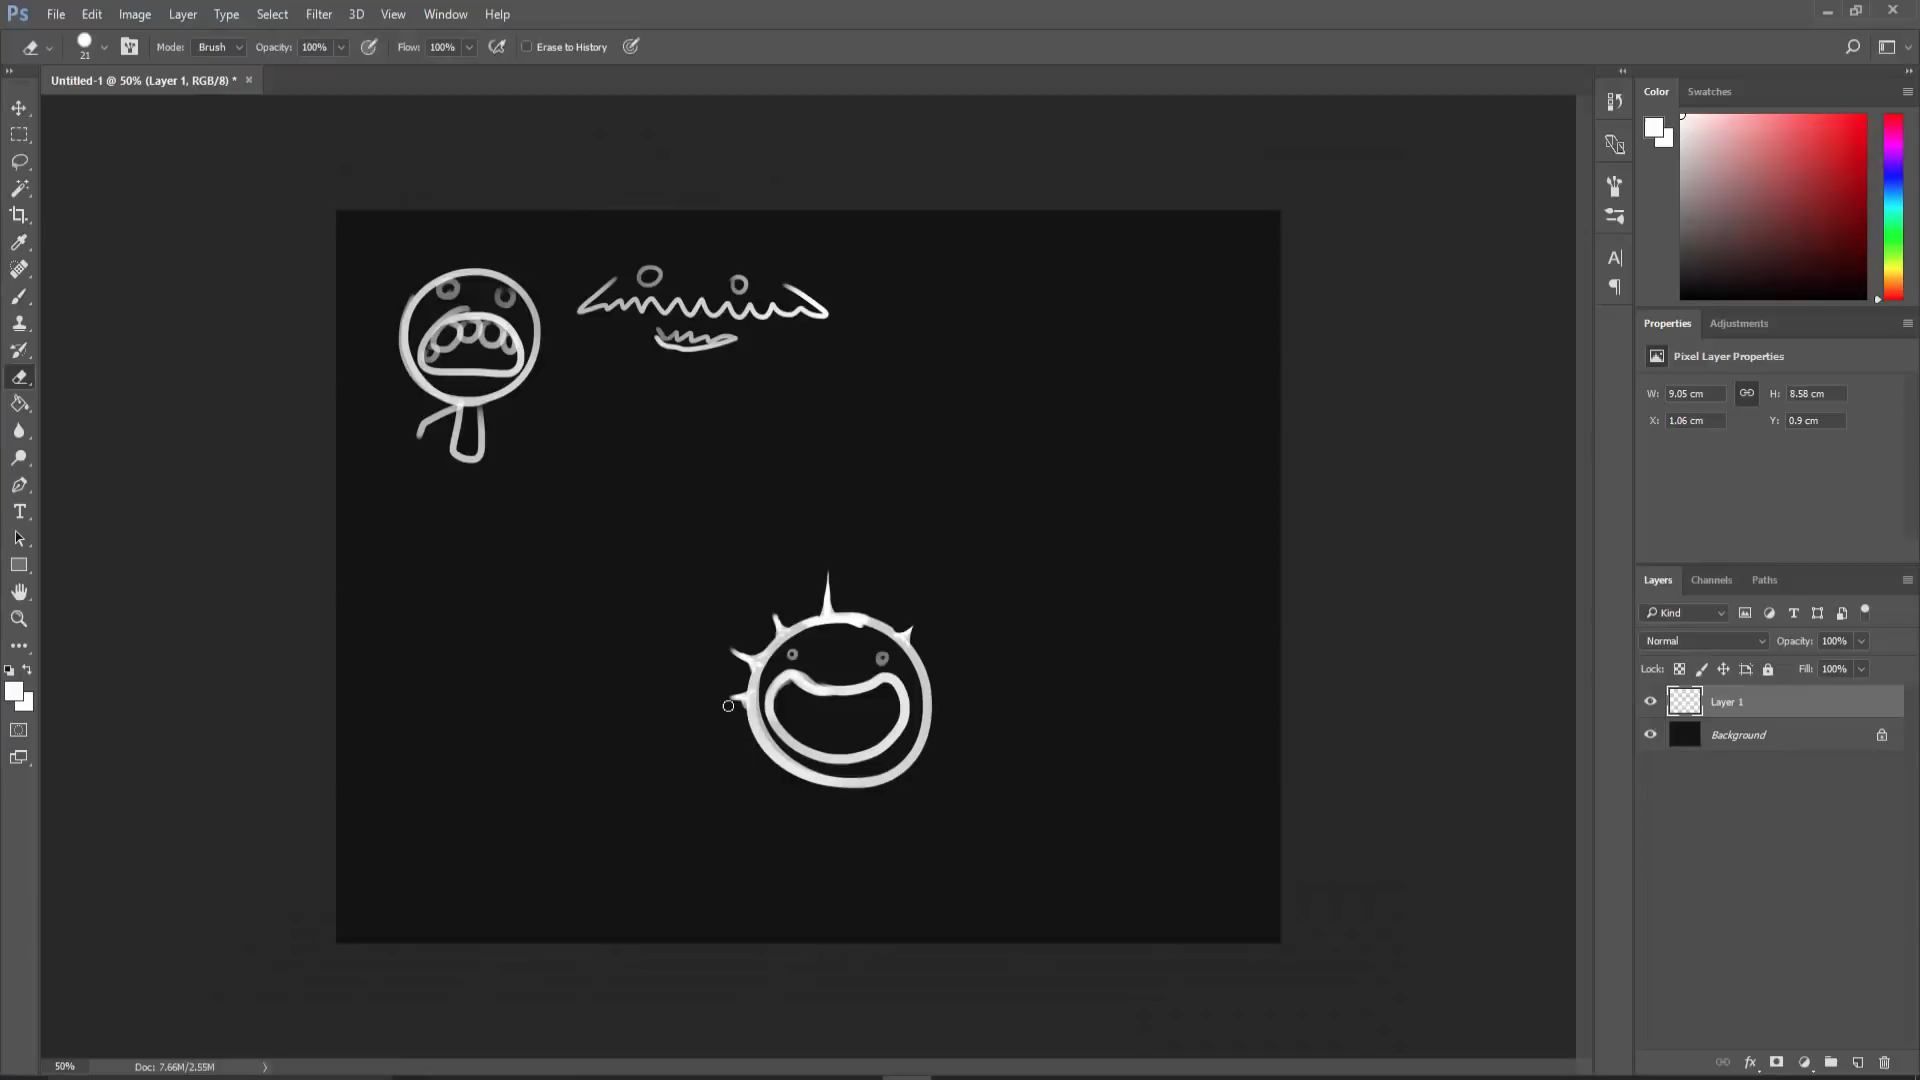 Ps File Edit Image Layer Type Select Filter 3D View Window Help
21 Mode: Brush Opacity: 100% Flow: 100% Erase to History
Untitled-1 @ 50% (Layer 1, RGB/8) * ×
Color Swatches
Properties Adjustments
Pixel Layer Properties
W: 9.05 cm H: 8.58 cm
X: 1.06 cm Y: 0.9 cm
Layers Channels Paths
Kind
Normal Opacity: 100%
Lock: Fill: 100%
Layer 1
Background
50% Doc: 7.66M/2.55M